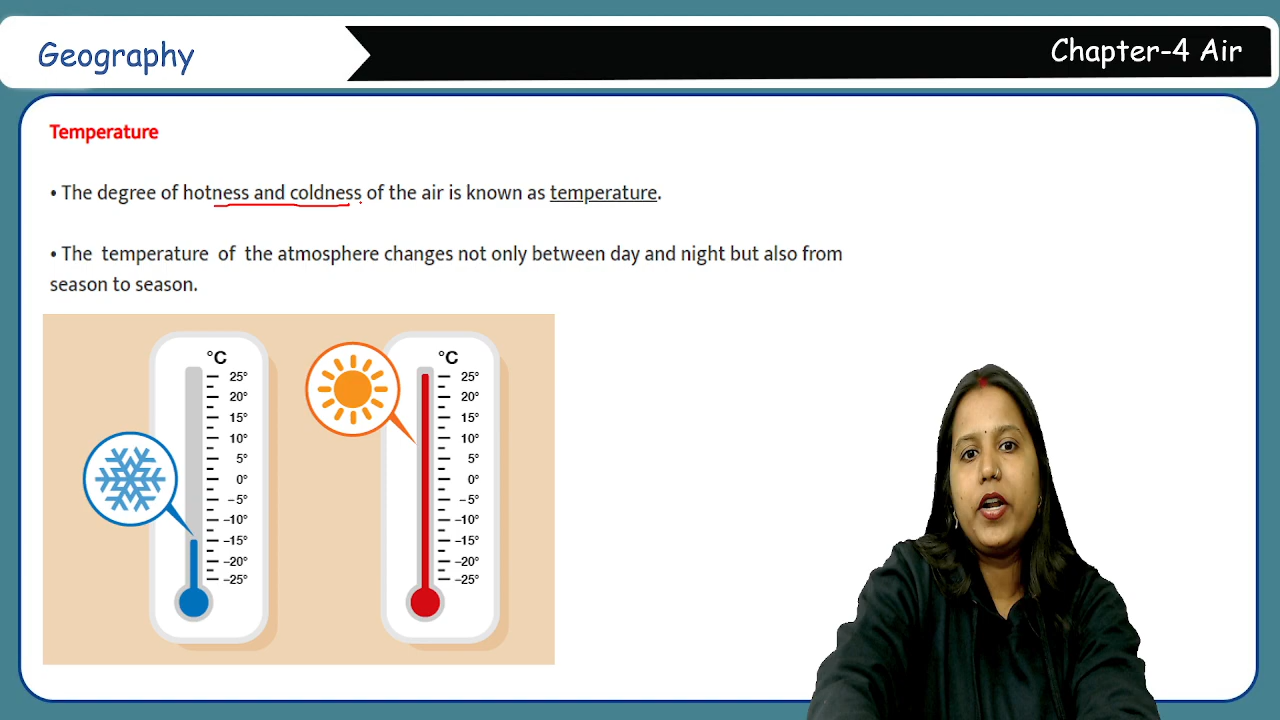 Geography
Chapter-4 Air
Temperature
• The degree of hotness and coldness of the air is known as temperature.
• The temperature of the atmosphere changes not only between day and night but also from
season to season.
°C
25°
20°
15°
10°
5°
0°
–5°
–10°
–15°
–20°
–25°
°C
25°
20°
15°
10°
5°
0°
–5°
–10°
–15°
–20°
–25°